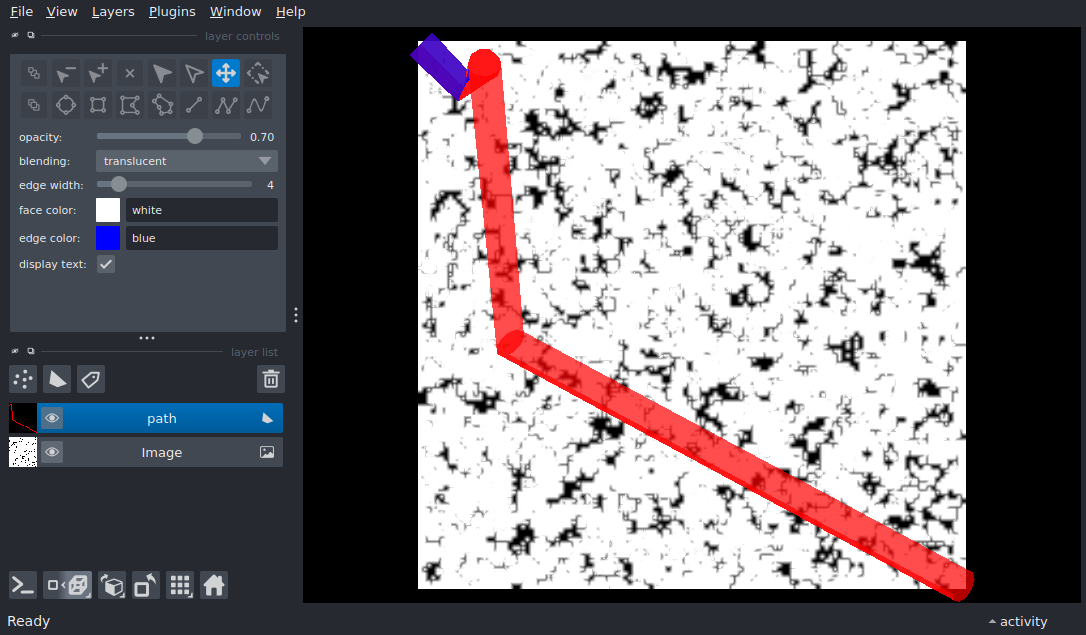 File View Layers Plugins Window Help
layer controls
opacity: 0.70
blending: translucent
edge width: 4
face color: white
edge color: blue
display text:
layer list
path
Image
Ready activity